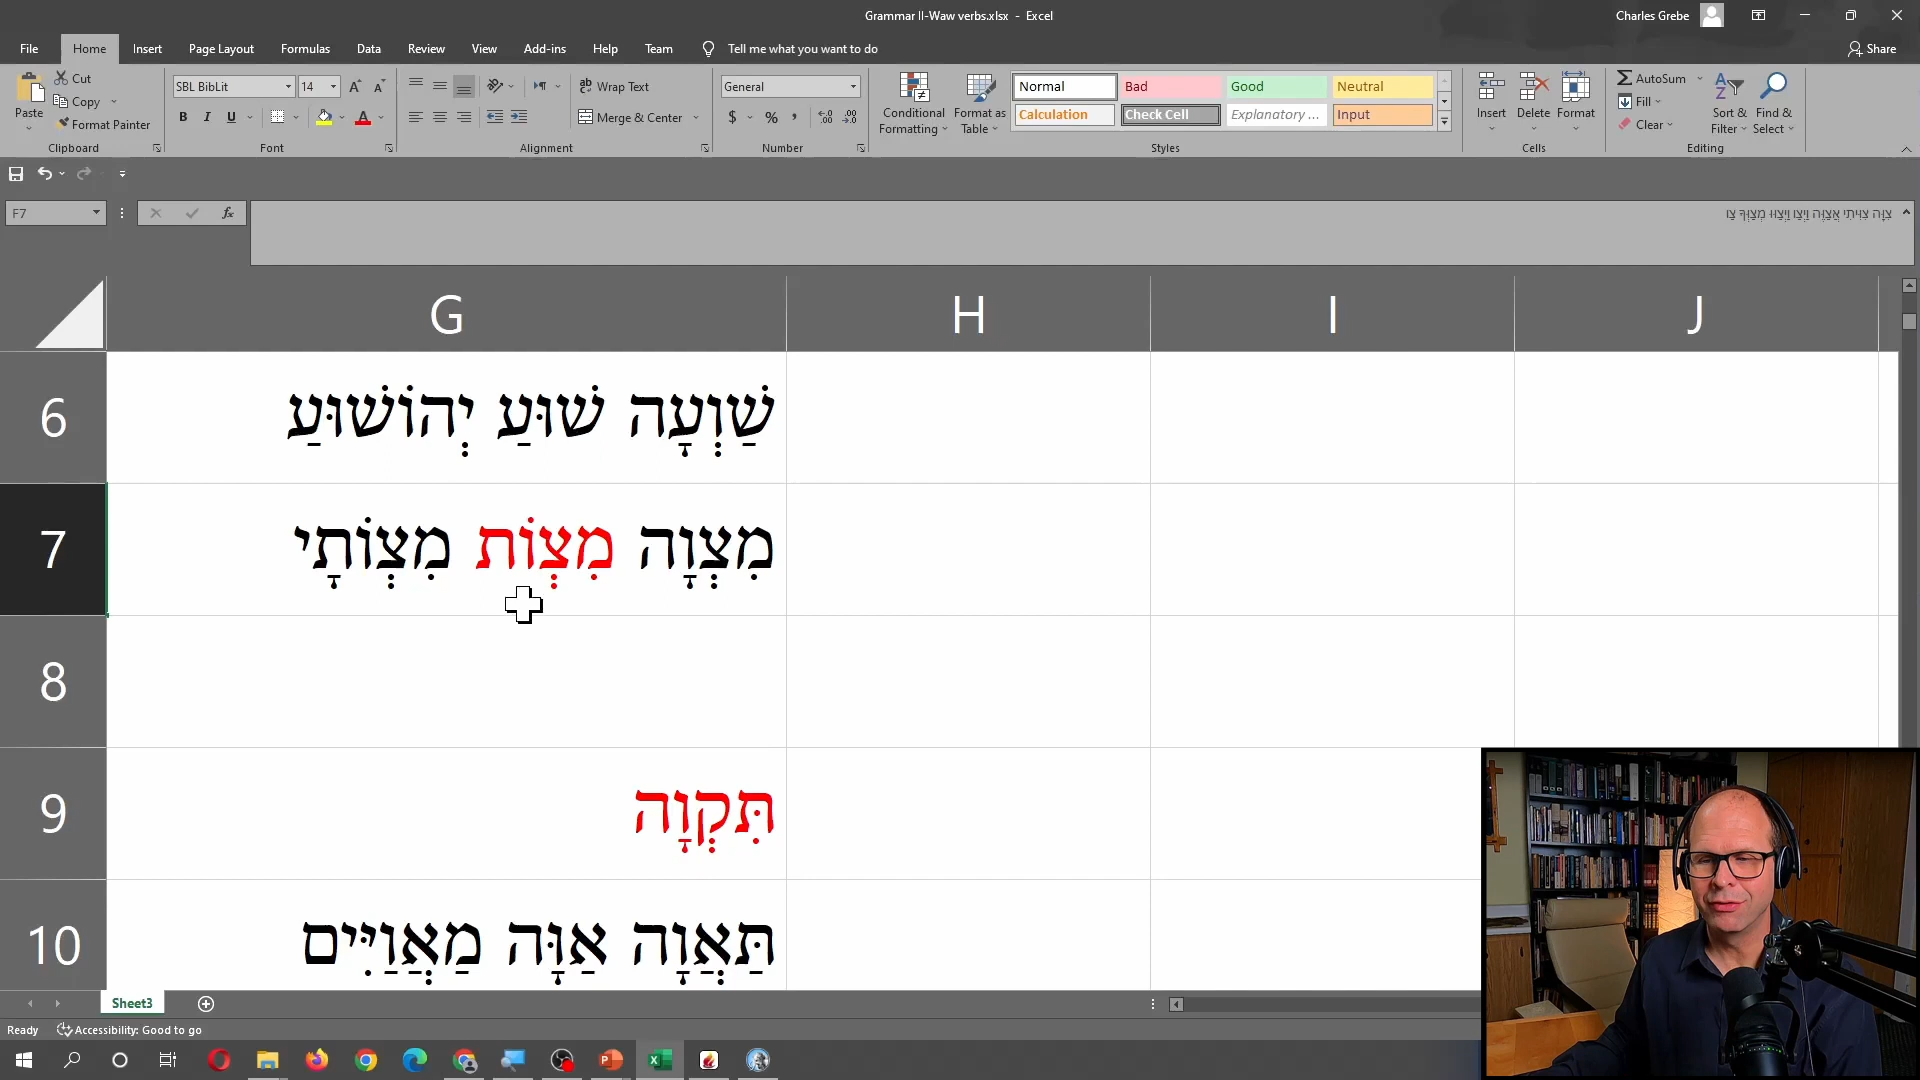 Grammar II-Waw verbs.xlsx - Excel
Charles Grebe
File Home Insert Page Layout Formulas Data Review View Add-ins Help Team Tell me what you want to do Share
Paste
Cut
Copy
Format Painter
SBL BibLit 14
B I U
Wrap Text
Merge & Center
General
$ % ,
Conditional Formatting
Format as Table
Normal Bad Good Neutral
Calculation Check Cell Explanatory ... Input
Insert Delete Format
AutoSum
Fill
Clear
Sort & Filter
Find & Select
Clipboard Font Alignment Number Styles Cells Editing
F7
fx
G H I J
6 שַׁוְעָה שׁוּעַ יְהוֹשׁוּעַ
7 מִצְוָה מִצְוֹת מִצְוֹתָי
8
9 תִּקְוָה
10 תַּאֲוָה אַוָּה מַאֲוַיִּים
Sheet3
Ready Accessibility: Good to go